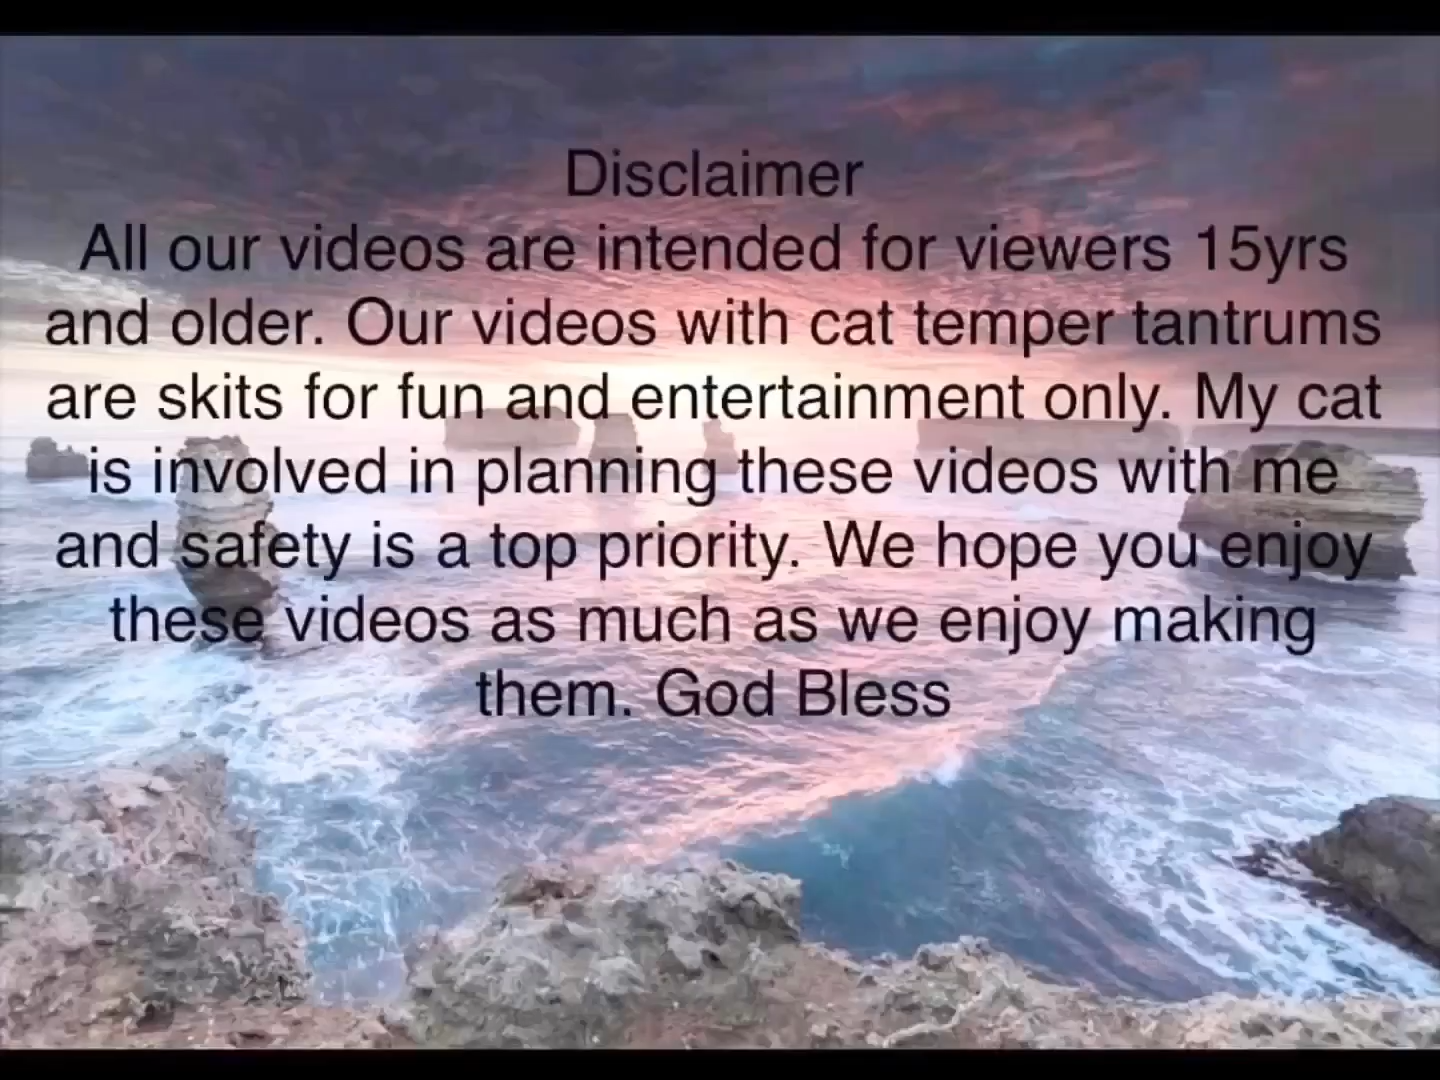 Disclaimer
All our videos are intended for viewers 15yrs
and older. Our videos with cat temper tantrums
are skits for fun and entertainment only. My cat
is involved in planning these videos with me
and safety is a top priority. We hope you enjoy
these videos as much as we enjoy making
them. God Bless